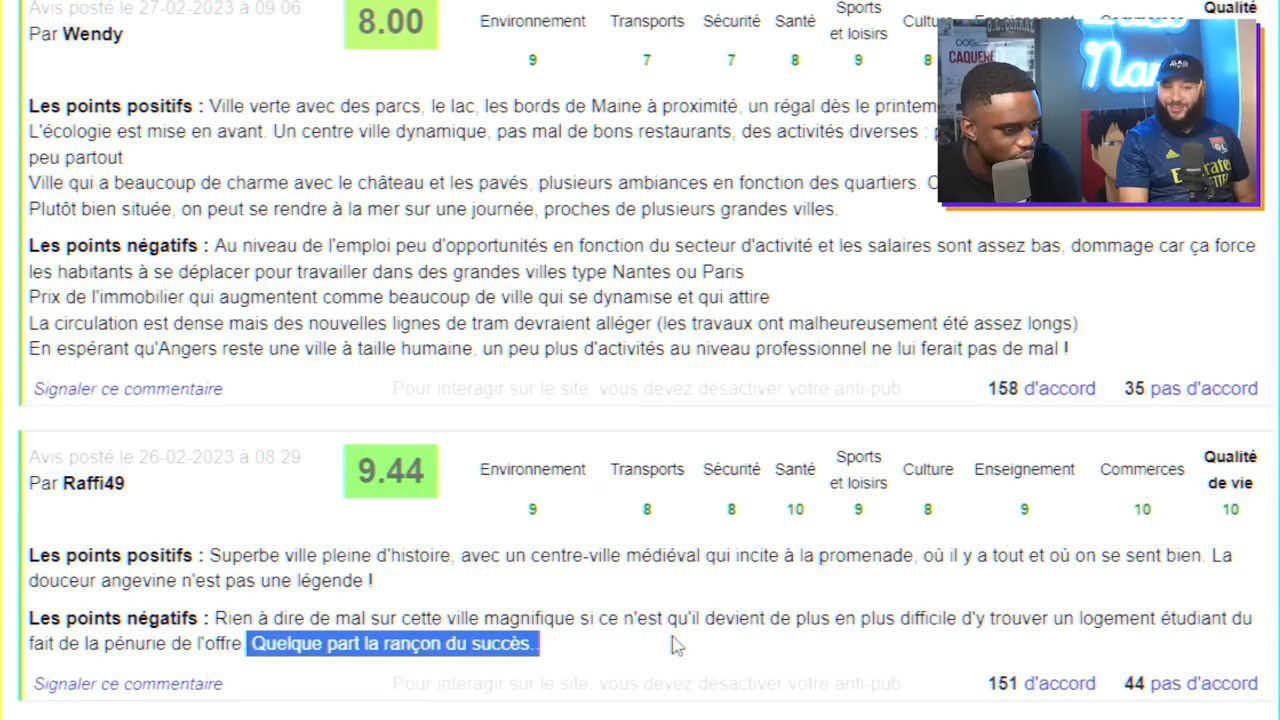 Avis posté le 27-02-2023 à 09 06
Par Wendy
8.00
Environnement Transports Sécurité Santé Sports et loisirs Qualité
9 7 7 8 9 8
Les points positifs : Ville verte avec des parcs, le lac, les bords de Maine à proximité, un régal dès le
L'écologie est mise en avant. Un centre ville dynamique, pas mal de bons restaurants, des activités diverses :
peu partout
Ville qui a beaucoup de charme avec le château et les pavés, plusieurs ambiances en fonction des quartiers.
Plutôt bien située, on peut se rendre à la mer sur une journée, proches de plusieurs grandes villes.
Les points négatifs : Au niveau de l'emploi peu d'opportunités en fonction du secteur d'activité et les salaires sont assez bas, dommage car ça force
les habitants à se déplacer pour travailler dans des grandes villes type Nantes ou Paris
Prix de l'immobilier qui augmentent comme beaucoup de ville qui se dynamise et qui attire
La circulation est dense mais des nouvelles lignes de tram devraient alléger (les travaux ont malheureusement été assez longs)
En espérant qu'Angers reste une ville à taille humaine, un peu plus d'activités au niveau professionnel ne lui ferait pas de mal !
Signaler ce commentaire Pour interagir sur le site, vous devez désactiver votre anti-pub 158 d'accord 35 pas d'accord
Avis posté le 26-02-2023 à 08 29
Par Raffi49
9.44
Environnement Transports Sécurité Santé Sports et loisirs Culture Enseignement Commerces Qualité de vie
9 8 8 10 9 8 9 10 10
Les points positifs : Superbe ville pleine d'histoire, avec un centre-ville médiéval qui incite à la promenade, où il y a tout et où on se sent bien. La
douceur angevine n'est pas une légende !
Les points négatifs : Rien à dire de mal sur cette ville magnifique si ce n'est qu'il devient de plus en plus difficile d'y trouver un logement étudiant du
fait de la pénurie de l'offre. Quelque part la rançon du succès..
Signaler ce commentaire Pour interagir sur le site, vous devez désactiver votre anti-pub 151 d'accord 44 pas d'accord